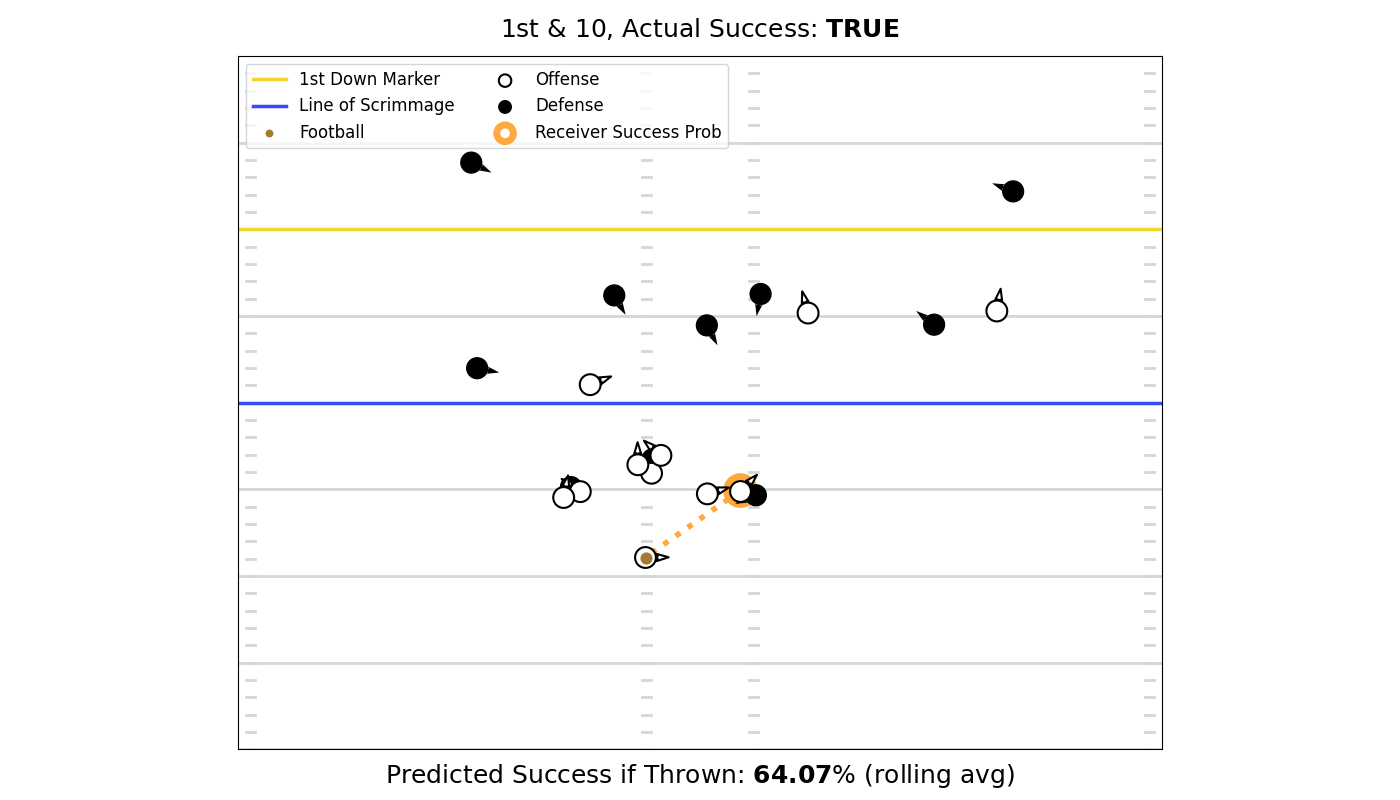 1st & 10, Actual Success: TRUE
1st Down Marker
Line of Scrimmage
Football
Offense
Defense
Receiver Success Prob
Predicted Success if Thrown: 64.07% (rolling avg)